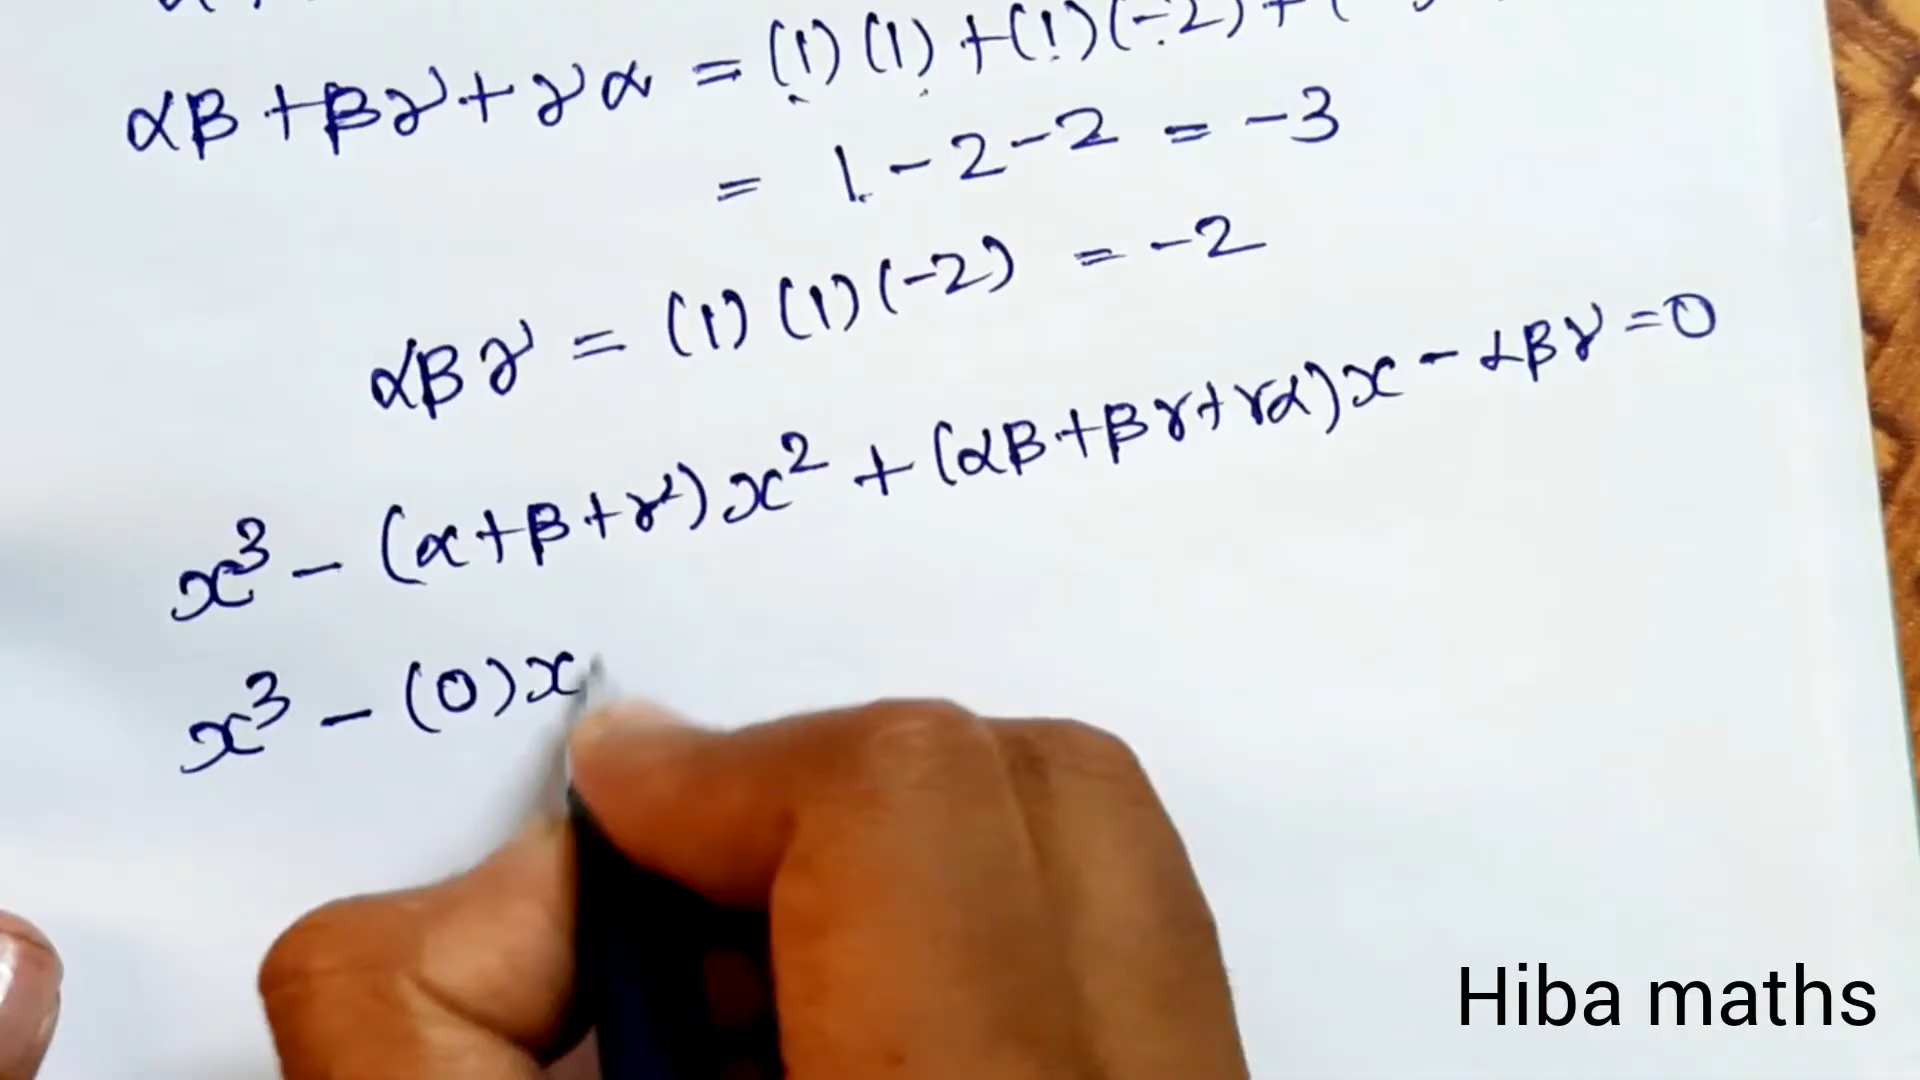 αβ + βγ + γα = (1)(1) + (1)(-2) + (
= 1 - 2 - 2 = -3
αβγ = (1)(1)(-2) = -2
x³ - (α+β+γ)x² + (αβ+βγ+γα)x - αβγ = 0
x³ - (0)x
Hiba maths